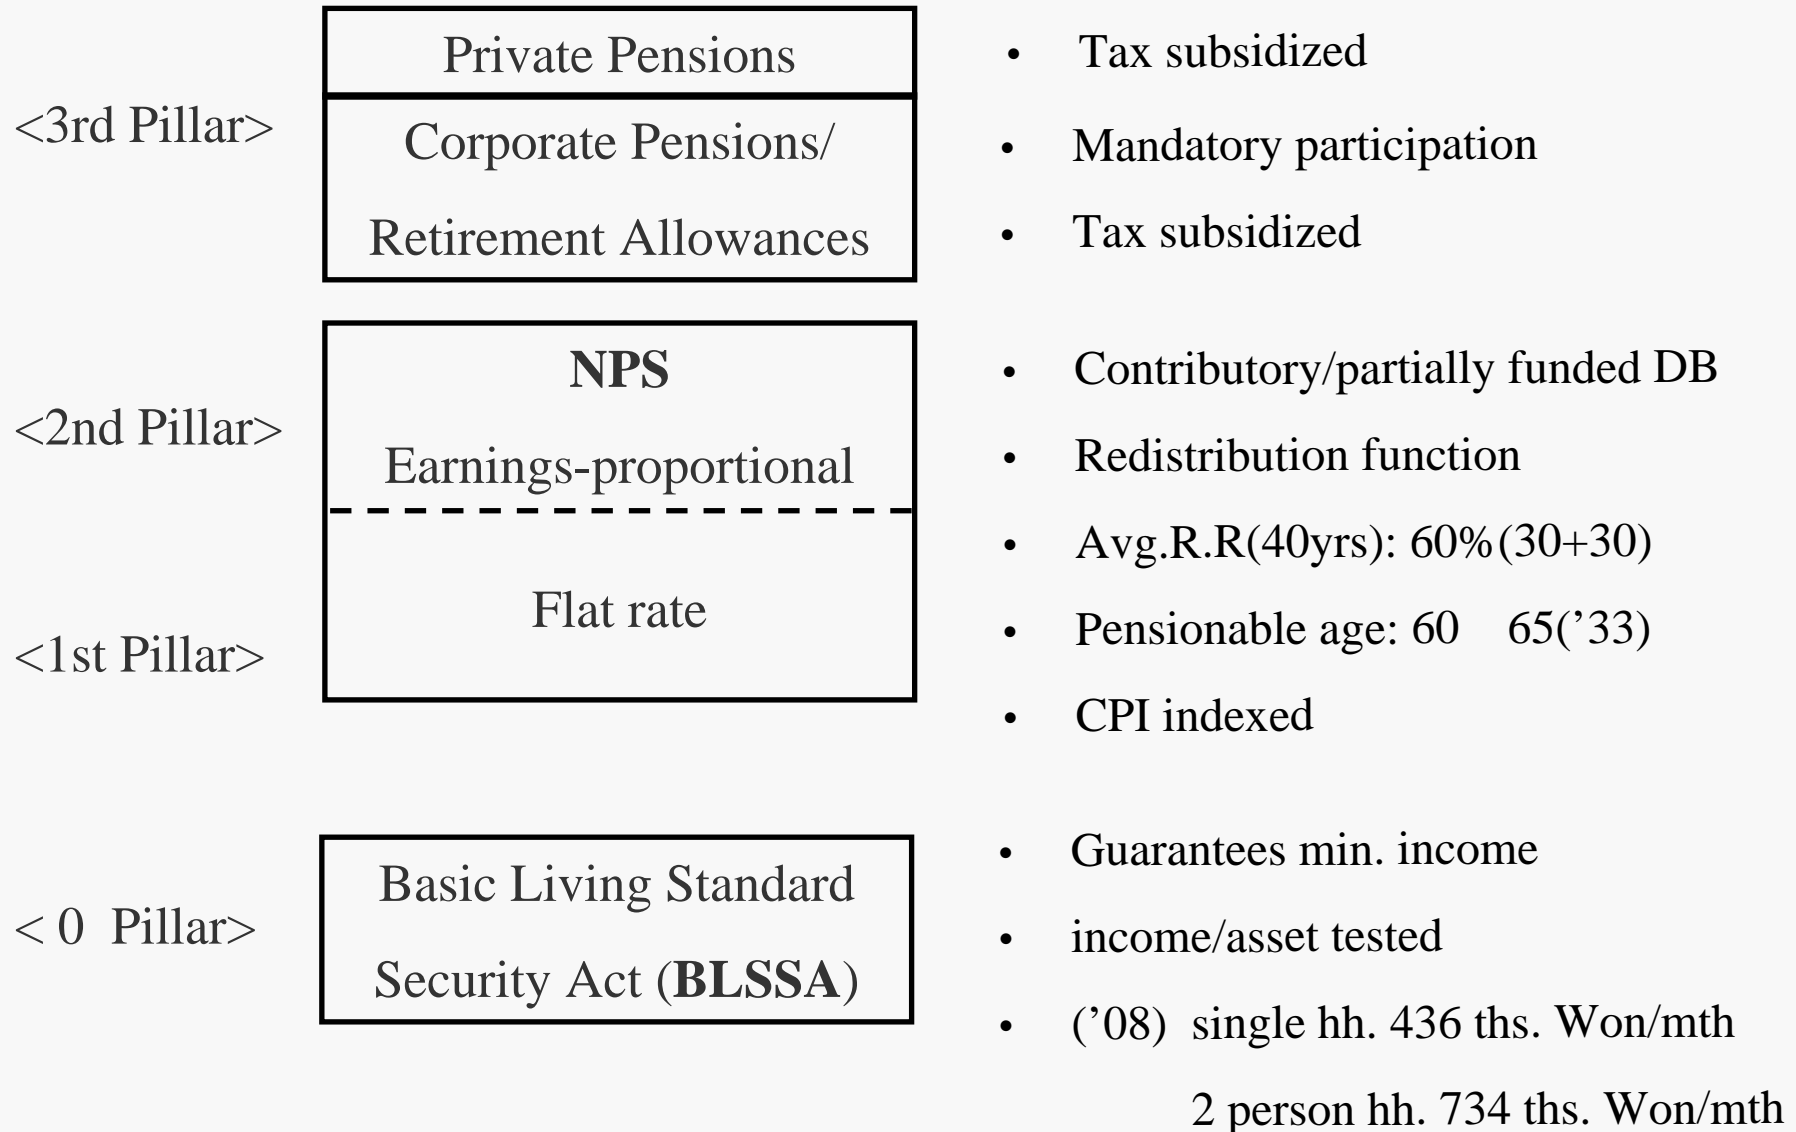 Private Pensions
• Tax subsidized
<3rd Pillar>
Corporate Pensions/
Retirement Allowances
• Mandatory participation
• Tax subsidized
<2nd Pillar>
NPS
Earnings-proportional
<1st Pillar>
Flat rate
• Contributory/partially funded DB
• Redistribution function
• Avg.R.R(40yrs): 60%(30+30)
• Pensionable age: 60 65(’33)
• CPI indexed
< 0 Pillar>
Basic Living Standard
Security Act (BLSSA)
• Guarantees min. income
• income/asset tested
• (’08) single hh. 436 ths. Won/mth
2 person hh. 734 ths. Won/mth